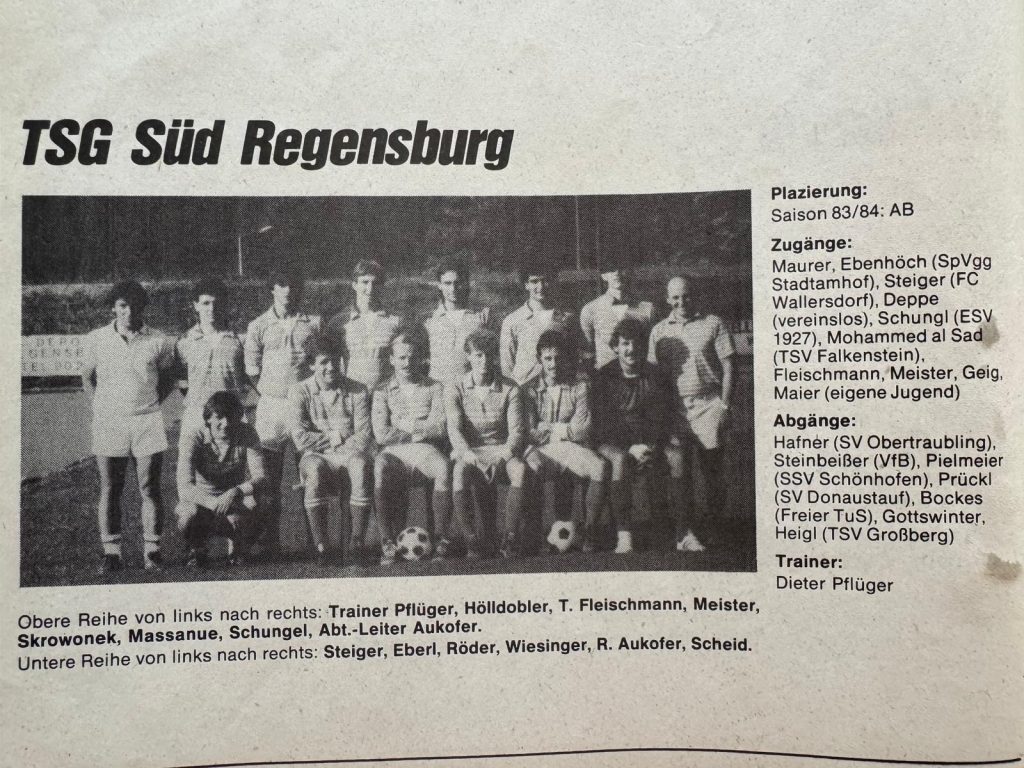 TSG Süd Regensburg
DEPO
GENSB
Plazierung:
Saison 83/84: AB
Zugänge:
Maurer, Ebenhöch (SpVgg
Stadtamhof), Steiger (FC
Wallersdorf), Deppe
(vereinslos), Schungl (ESV
1927), Mohammed al Sad
(TSV Falkenstein),
Fleischmann, Meister, Geig,
Maier (eigene Jugend)
Abgänge:
Hafner (SV Obertraubling),
Steinbeißer (VfB), Pielmeier
(SSV Schönhofen), Prückl
(SV Donaustauf), Bockes
(Freier TuS), Gottswinter,
Heigl (TSV Großberg)
Trainer:
Dieter Pflüger
Obere Reihe von links nach rechts: Trainer Pflüger, Hölldobler, T. Fleischmann, Meister,
Skrowonek, Massanue, Schungel, Abt.-Leiter Aukofer.
Untere Reihe von links nach rechts: Steiger, Eberl, Röder, Wiesinger, R. Aukofer, Scheid.